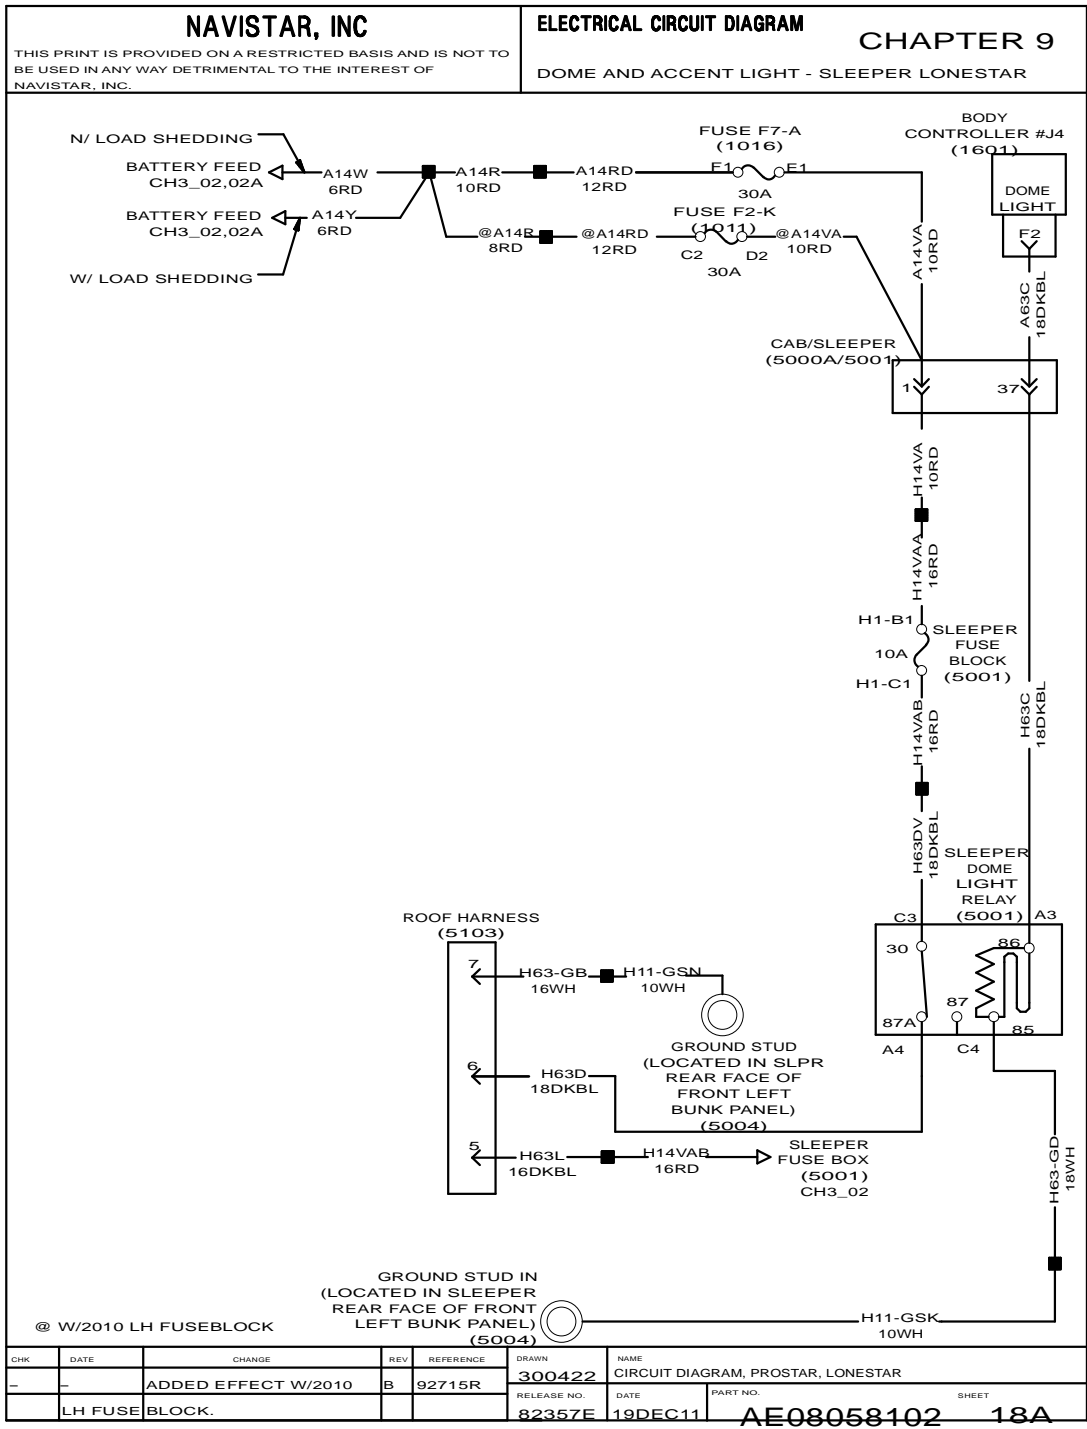 NAVISTAR, INC
THIS PRINT IS PROVIDED ON A RESTRICTED BASIS AND IS NOT TO
BE USED IN ANY WAY DETRIMENTAL TO THE INTEREST OF
NAVISTAR, INC.
ELECTRICAL CIRCUIT DIAGRAM
CHAPTER 9
DOME AND ACCENT LIGHT - SLEEPER LONESTAR
N/ LOAD SHEDDING
BATTERY FEED
CH3_02,02A
A14W
6RD
A14R
10RD
A14RD
12RD
FUSE F7-A
(1016)
F1
E1
30A
BATTERY FEED
CH3_02,02A
A14Y
6RD
W/ LOAD SHEDDING
@A14R
8RD
@A14RD
12RD
FUSE F2-K
(1011)
C2
D2
30A
@A14VA
10RD
A14VA
10RD
BODY
CONTROLLER #J4
(1601)
DOME
LIGHT
F2
A63C
18DKBL
CAB/SLEEPER
(5000A/5001)
1
37
H14VA
10RD
H14VAA
16RD
H1-B1
10A
H1-C1
SLEEPER
FUSE
BLOCK
(5001)
H14VAB
16RD
H63C
18DKBL
H63DV
18DKBL
SLEEPER
DOME
LIGHT
RELAY
(5001)
C3
A3
30
86
87
87A
85
A4
C4
ROOF HARNESS
(5103)
7
H63-GB
16WH
H11-GSN
10WH
GROUND STUD
(LOCATED IN SLPR
REAR FACE OF
FRONT LEFT
BUNK PANEL)
(5004)
6
H63D
18DKBL
5
H63L
16DKBL
H14VAB
16RD
SLEEPER
FUSE BOX
(5001)
CH3_02
H63-GD
18WH
GROUND STUD IN
(LOCATED IN SLEEPER
REAR FACE OF FRONT
LEFT BUNK PANEL)
(5004)
H11-GSK
10WH
@ W/2010 LH FUSEBLOCK
CHK DATE CHANGE REV REFERENCE
– – ADDED EFFECT W/2010 B 92715R
LH FUSE BLOCK.
DRAWN
300422
NAME
CIRCUIT DIAGRAM, PROSTAR, LONESTAR
RELEASE NO.
82357E
DATE
19DEC11
PART NO.
AE08058102
SHEET
18A